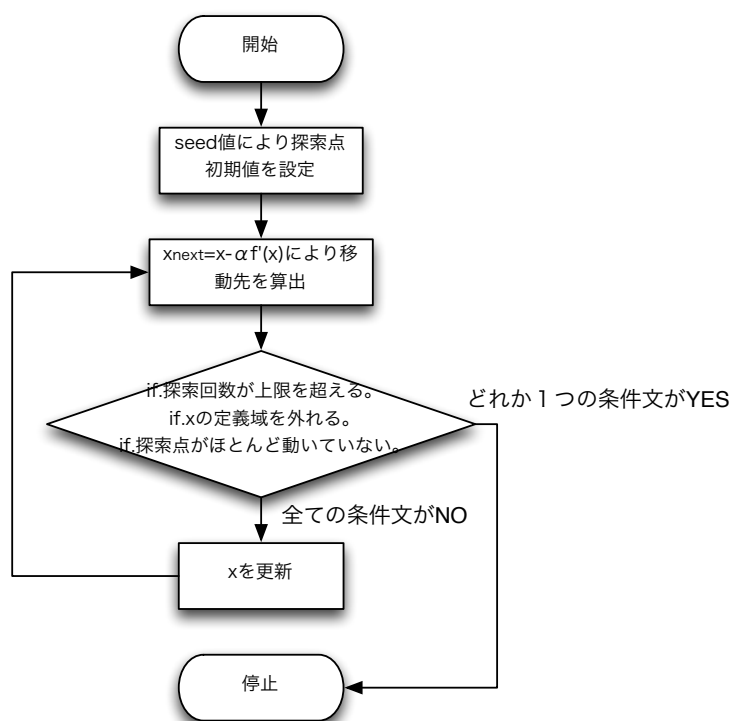 開始
seed値により探索点
初期値を設定
xnext=x-αf'(x)により移
動先を算出
if.探索回数が上限を超える。
if.xの定義域を外れる。
if.探索点がほとんど動いていない。
どれか１つの条件文がYES
全ての条件文がNO
xを更新
停止